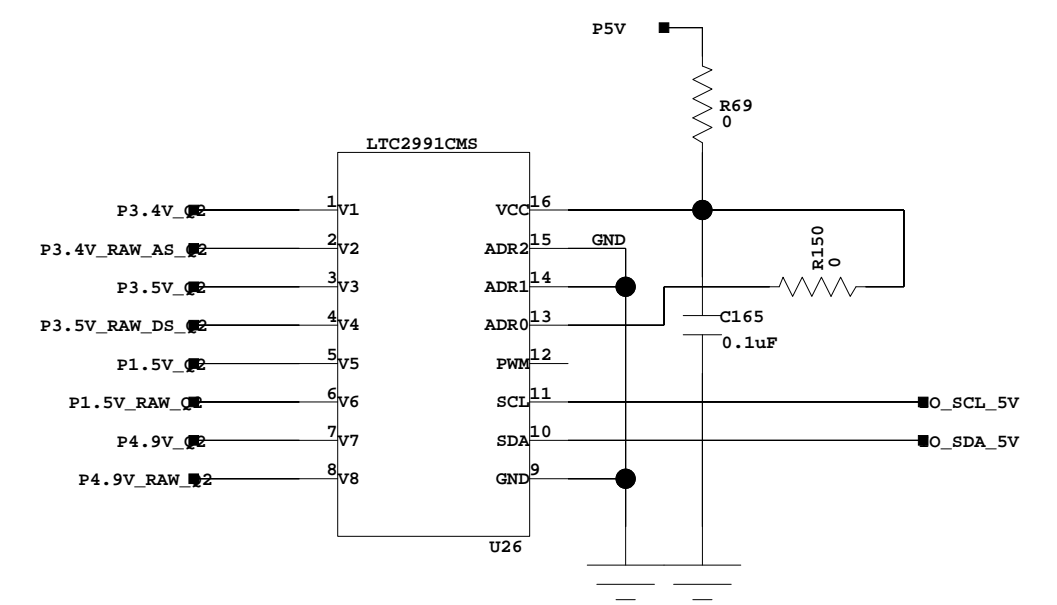 P5V
R69
0
LTC2991CMS
P3.4V_Q2 1 V1 VCC 16
P3.4V_RAW_AS_Q2 2 V2 ADR2 15 GND
P3.5V_Q2 3 V3 ADR1 14
R150
0
P3.5V_RAW_DS_Q2 4 V4 ADR0 13
C165
0.1uF
P1.5V_Q2 5 V5 PWM 12
P1.5V_RAW_Q2 6 V6 SCL 11 IO_SCL_5V
P4.9V_Q2 7 V7 SDA 10 IO_SDA_5V
P4.9V_RAW_Q2 8 V8 GND 9
U26